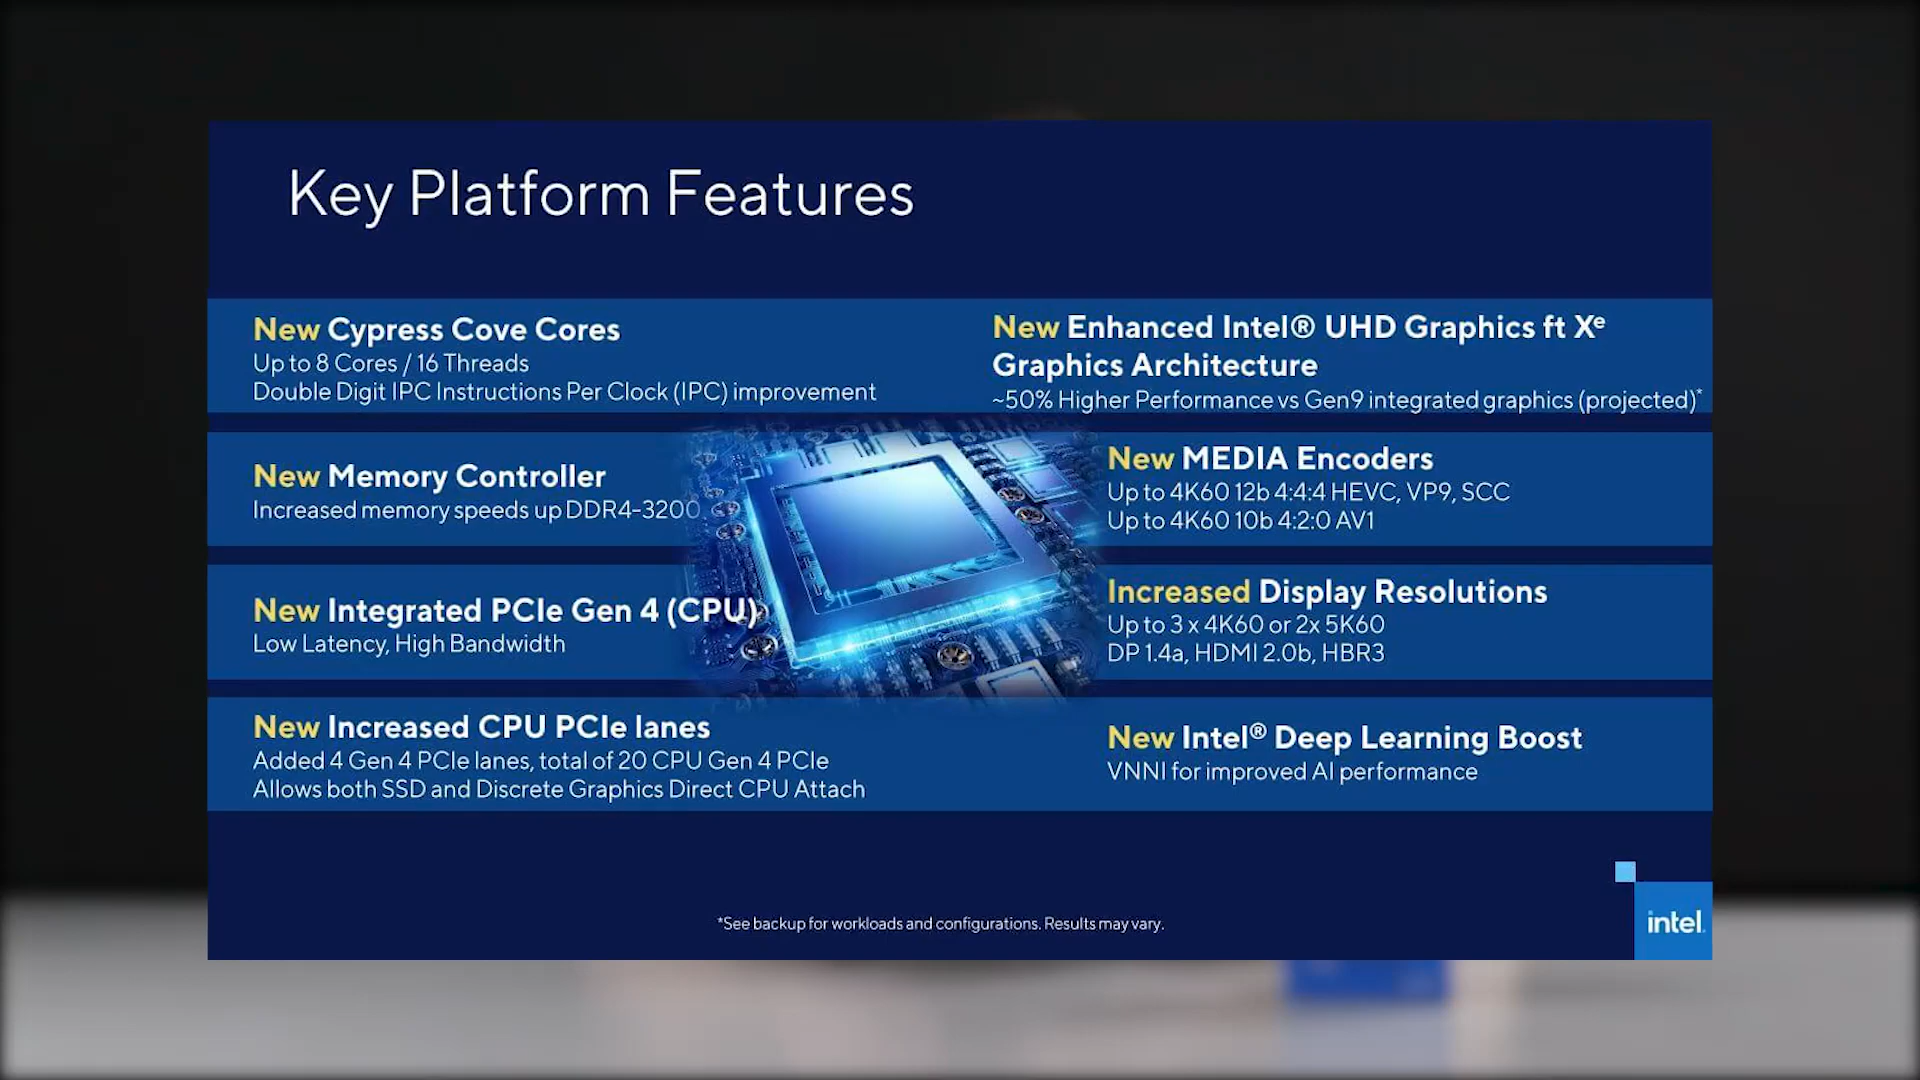 Key Platform Features
New Cypress Cove Cores
Up to 8 Cores / 16 Threads
Double Digit IPC Instructions Per Clock (IPC) improvement
New Memory Controller
Increased memory speeds up DDR4-3200
New Integrated PCIe Gen 4 (CPU)
Low Latency, High Bandwidth
New Increased CPU PCIe lanes
Added 4 Gen 4 PCIe lanes, total of 20 CPU Gen 4 PCIe
Allows both SSD and Discrete Graphics Direct CPU Attach
New Enhanced Intel® UHD Graphics ft Xᵉ
Graphics Architecture
~50% Higher Performance vs Gen9 integrated graphics (projected)*
New MEDIA Encoders
Up to 4K60 12b 4:4:4 HEVC, VP9, SCC
Up to 4K60 10b 4:2:0 AV1
Increased Display Resolutions
Up to 3 x 4K60 or 2x 5K60
DP 1.4a, HDMI 2.0b, HBR3
New Intel® Deep Learning Boost
VNNI for improved AI performance
*See backup for workloads and configurations. Results may vary.
intel.